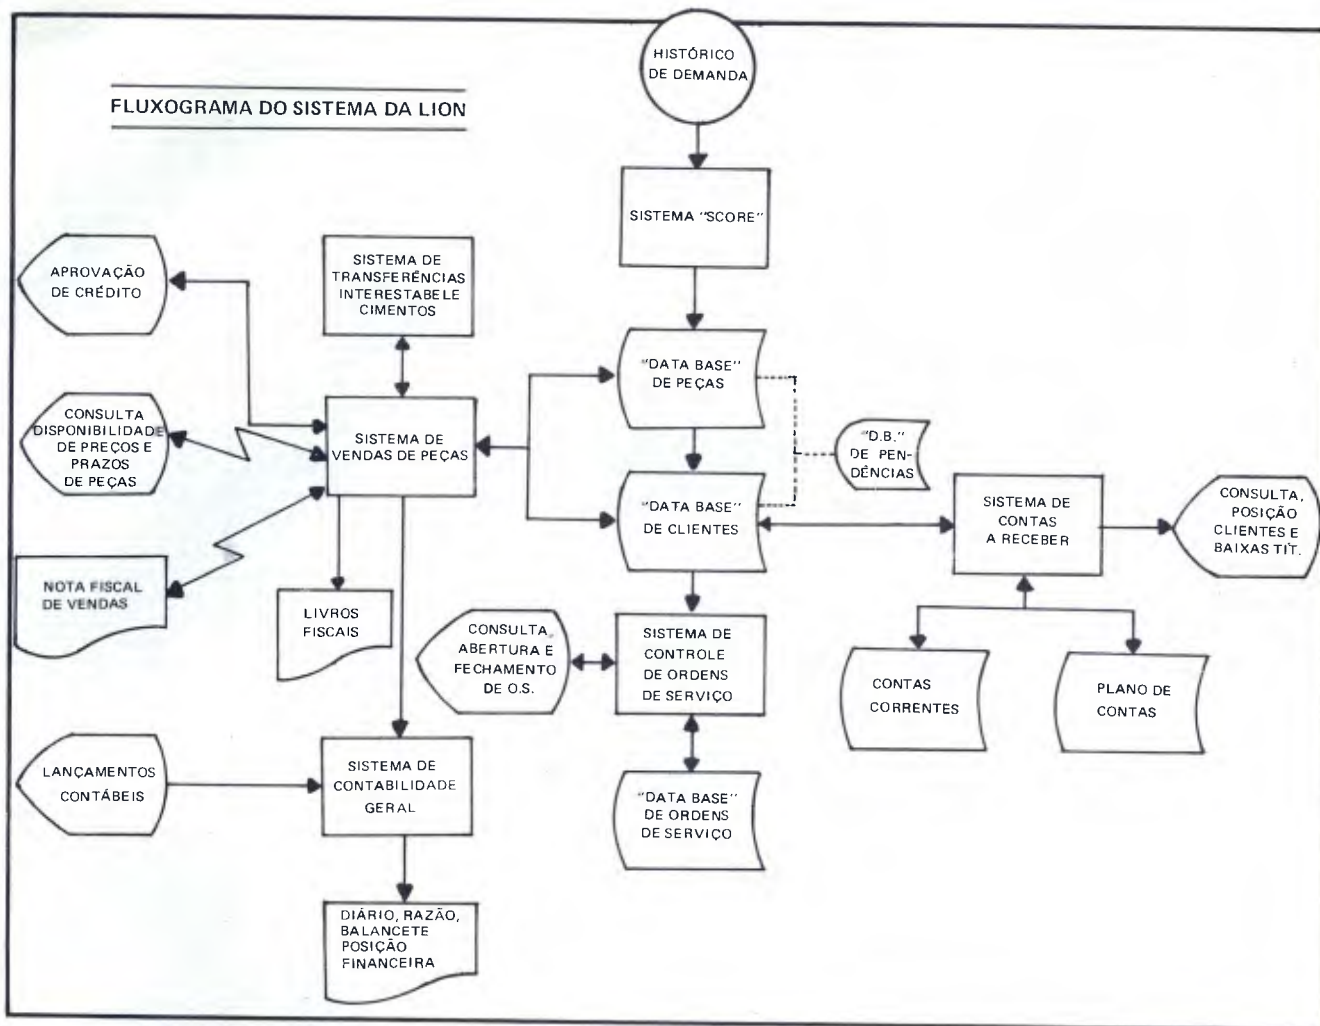 HISTÓRICO
DE DEMANDA
FLUXOGRAMA DO SISTEMA DA LION
SISTEMA "SCORE"
APROVAÇÃO
DE CRÉDITO
SISTEMA DE
TRANSFERÊNCIAS
INTERESTABELE
CIMENTOS
"DATA BASE"
DE PEÇAS
CONSULTA
DISPONIBILIDADE
DE PREÇOS E
PRAZOS
DE PEÇAS
SISTEMA DE
VENDAS DE PEÇAS
"D.B."
DE PEN-
DÊNCIAS
"DATA BASE"
DE CLIENTES
SISTEMA DE
CONTAS
A RECEBER
CONSULTA,
POSIÇÃO
CLIENTES E
BAIXAS TÍT.
NOTA FISCAL
DE VENDAS
LIVROS
FISCAIS
CONSULTA,
ABERTURA E
FECHAMENTO
DE O.S.
SISTEMA DE
CONTROLE
DE ORDENS
DE SERVIÇO
CONTAS
CORRENTES
PLANO DE
CONTAS
LANÇAMENTOS
CONTÁBEIS
SISTEMA DE
CONTABILIDADE
GERAL
"DATA BASE"
DE ORDENS
DE SERVIÇO
DIÁRIO, RAZÃO,
BALANCETE
POSIÇÃO
FINANCEIRA